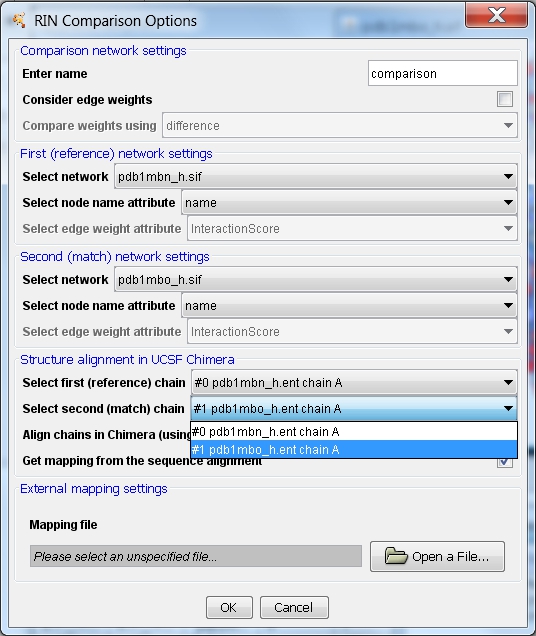 RIN Comparison Options
Comparison network settings
Enter name comparison
Consider edge weights
Compare weights using difference
First (reference) network settings
Select network pdb1mbn_h.sif
Select node name attribute name
Select edge weight attribute InteractionScore
Second (match) network settings
Select network pdb1mbo_h.sif
Select node name attribute name
Select edge weight attribute InteractionScore
Structure alignment in UCSF Chimera
Select first (reference) chain #0 pdb1mbn_h.ent chain A
Select second (match) chain #1 pdb1mbo_h.ent chain A
Align chains in Chimera (using #0 pdb1mbn_h.ent chain A
#1 pdb1mbo_h.ent chain A
Get mapping from the sequence alignment
External mapping settings
Mapping file
Please select an unspecified file... Open a File...
OK Cancel